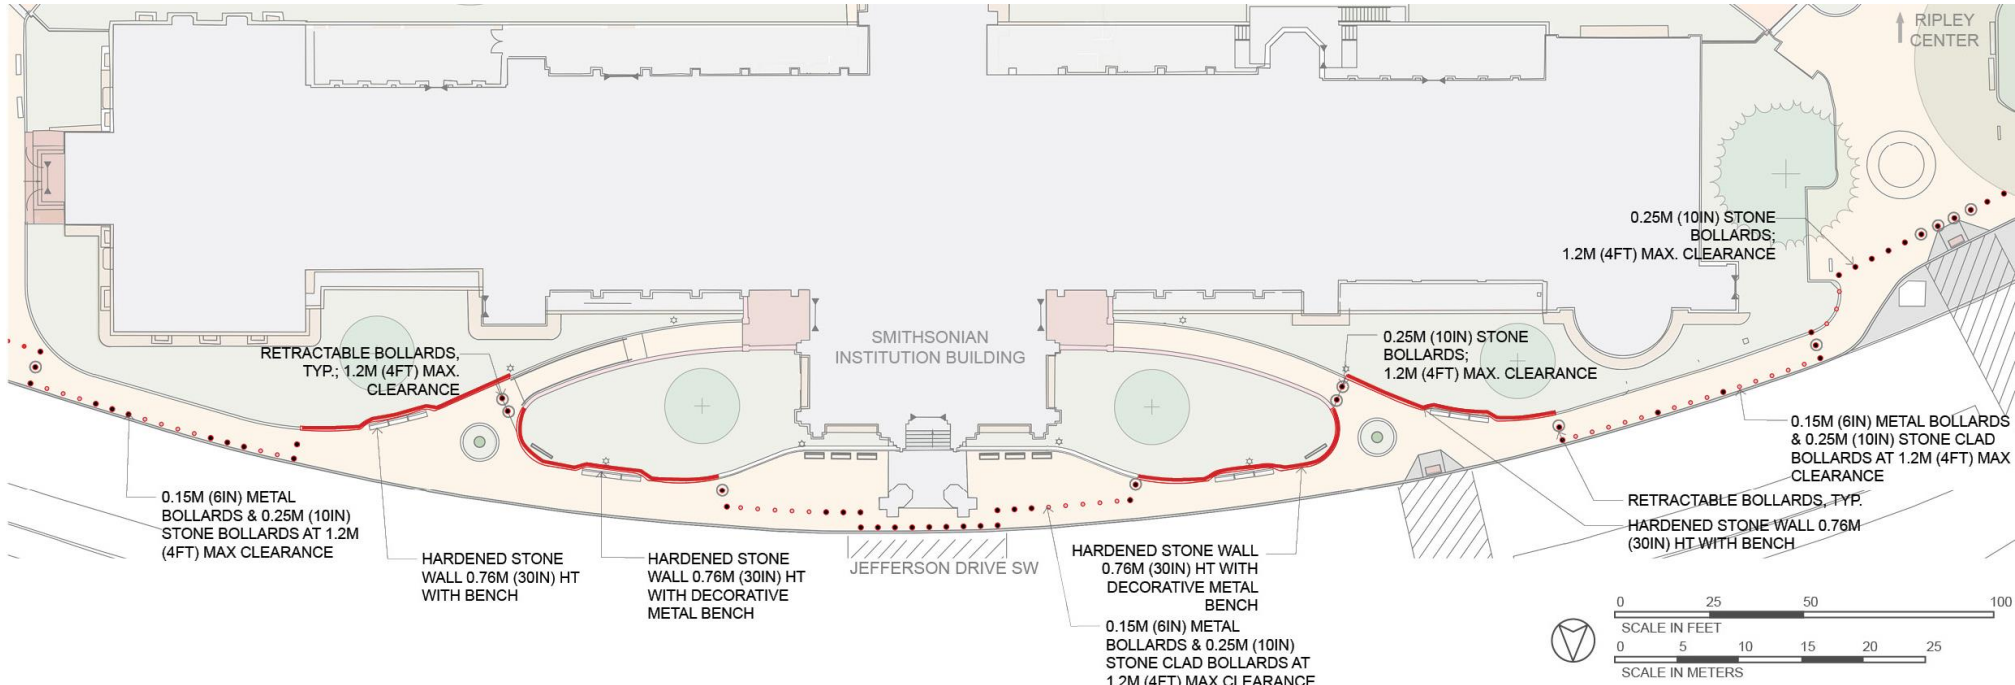 RIPLEY
CENTER
0.25M (10IN) STONE
BOLLARDS;
1.2M (4FT) MAX. CLEARANCE
SMITHSONIAN
INSTITUTION BUILDING
RETRACTABLE BOLLARDS,
TYP.; 1.2M (4FT) MAX.
CLEARANCE
0.25M (10IN) STONE
BOLLARDS;
1.2M (4FT) MAX. CLEARANCE
0.15M (6IN) METAL BOLLARDS
& 0.25M (10IN) STONE CLAD
BOLLARDS AT 1.2M (4FT) MAX
CLEARANCE
0.15M (6IN) METAL
BOLLARDS & 0.25M (10IN)
STONE BOLLARDS AT 1.2M
(4FT) MAX CLEARANCE
HARDENED STONE
WALL 0.76M (30IN) HT
WITH BENCH
HARDENED STONE
WALL 0.76M (30IN) HT
WITH DECORATIVE
METAL BENCH
JEFFERSON DRIVE SW
HARDENED STONE WALL
0.76M (30IN) HT WITH
DECORATIVE METAL
BENCH
0.15M (6IN) METAL
BOLLARDS & 0.25M (10IN)
STONE CLAD BOLLARDS AT
1.2M (4FT) MAX CLEARANCE
RETRACTABLE BOLLARDS, TYP.
HARDENED STONE WALL 0.76M
(30IN) HT WITH BENCH
0 25 50 100
SCALE IN FEET
0 5 10 15 20 25
SCALE IN METERS